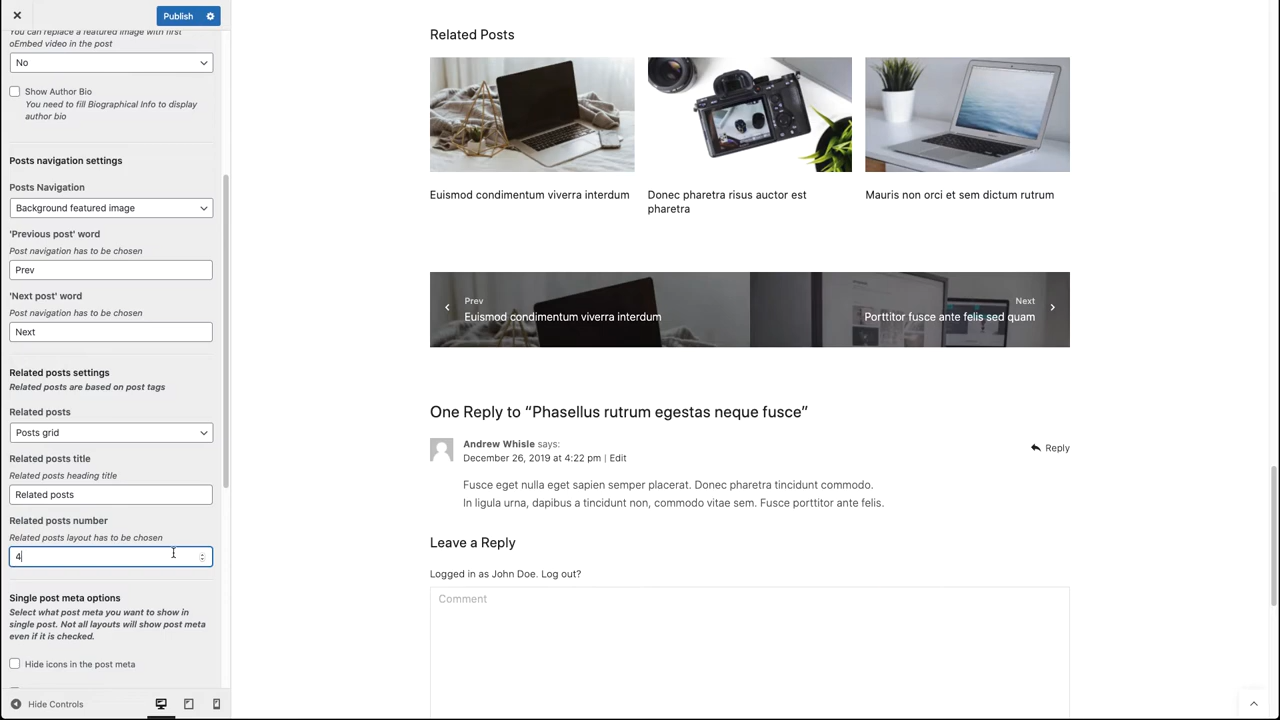 Publish
You can replace a featured image with first
oEmbed video in the post
No
Show Author Bio
You need to fill Biographical Info to display
author bio
Posts navigation settings
Posts Navigation
Background featured image
'Previous post' word
Post navigation has to be chosen
Prev
'Next post' word
Post navigation has to be chosen
Next
Related posts settings
Related posts are based on post tags
Related posts
Posts grid
Related posts title
Related posts heading title
Related posts
Related posts number
Related posts layout has to be chosen
4
Single post meta options
Select what post meta you want to show in
single post. Not all layouts will show post meta
even if it is checked.
Hide icons in the post meta
Hide Controls
Related Posts
Euismod condimentum viverra interdum
Donec pharetra risus auctor est
pharetra
Mauris non orci et sem dictum rutrum
Prev
Euismod condimentum viverra interdum
Next
Porttitor fusce ante felis sed quam
One Reply to “Phasellus rutrum egestas neque fusce”
Andrew Whisle says:
December 26, 2019 at 4:22 pm | Edit
Reply
Fusce eget nulla eget sapien semper placerat. Donec pharetra tincidunt commodo.
In ligula urna, dapibus a tincidunt non, commodo vitae sem. Fusce porttitor ante felis.
Leave a Reply
Logged in as John Doe. Log out?
Comment